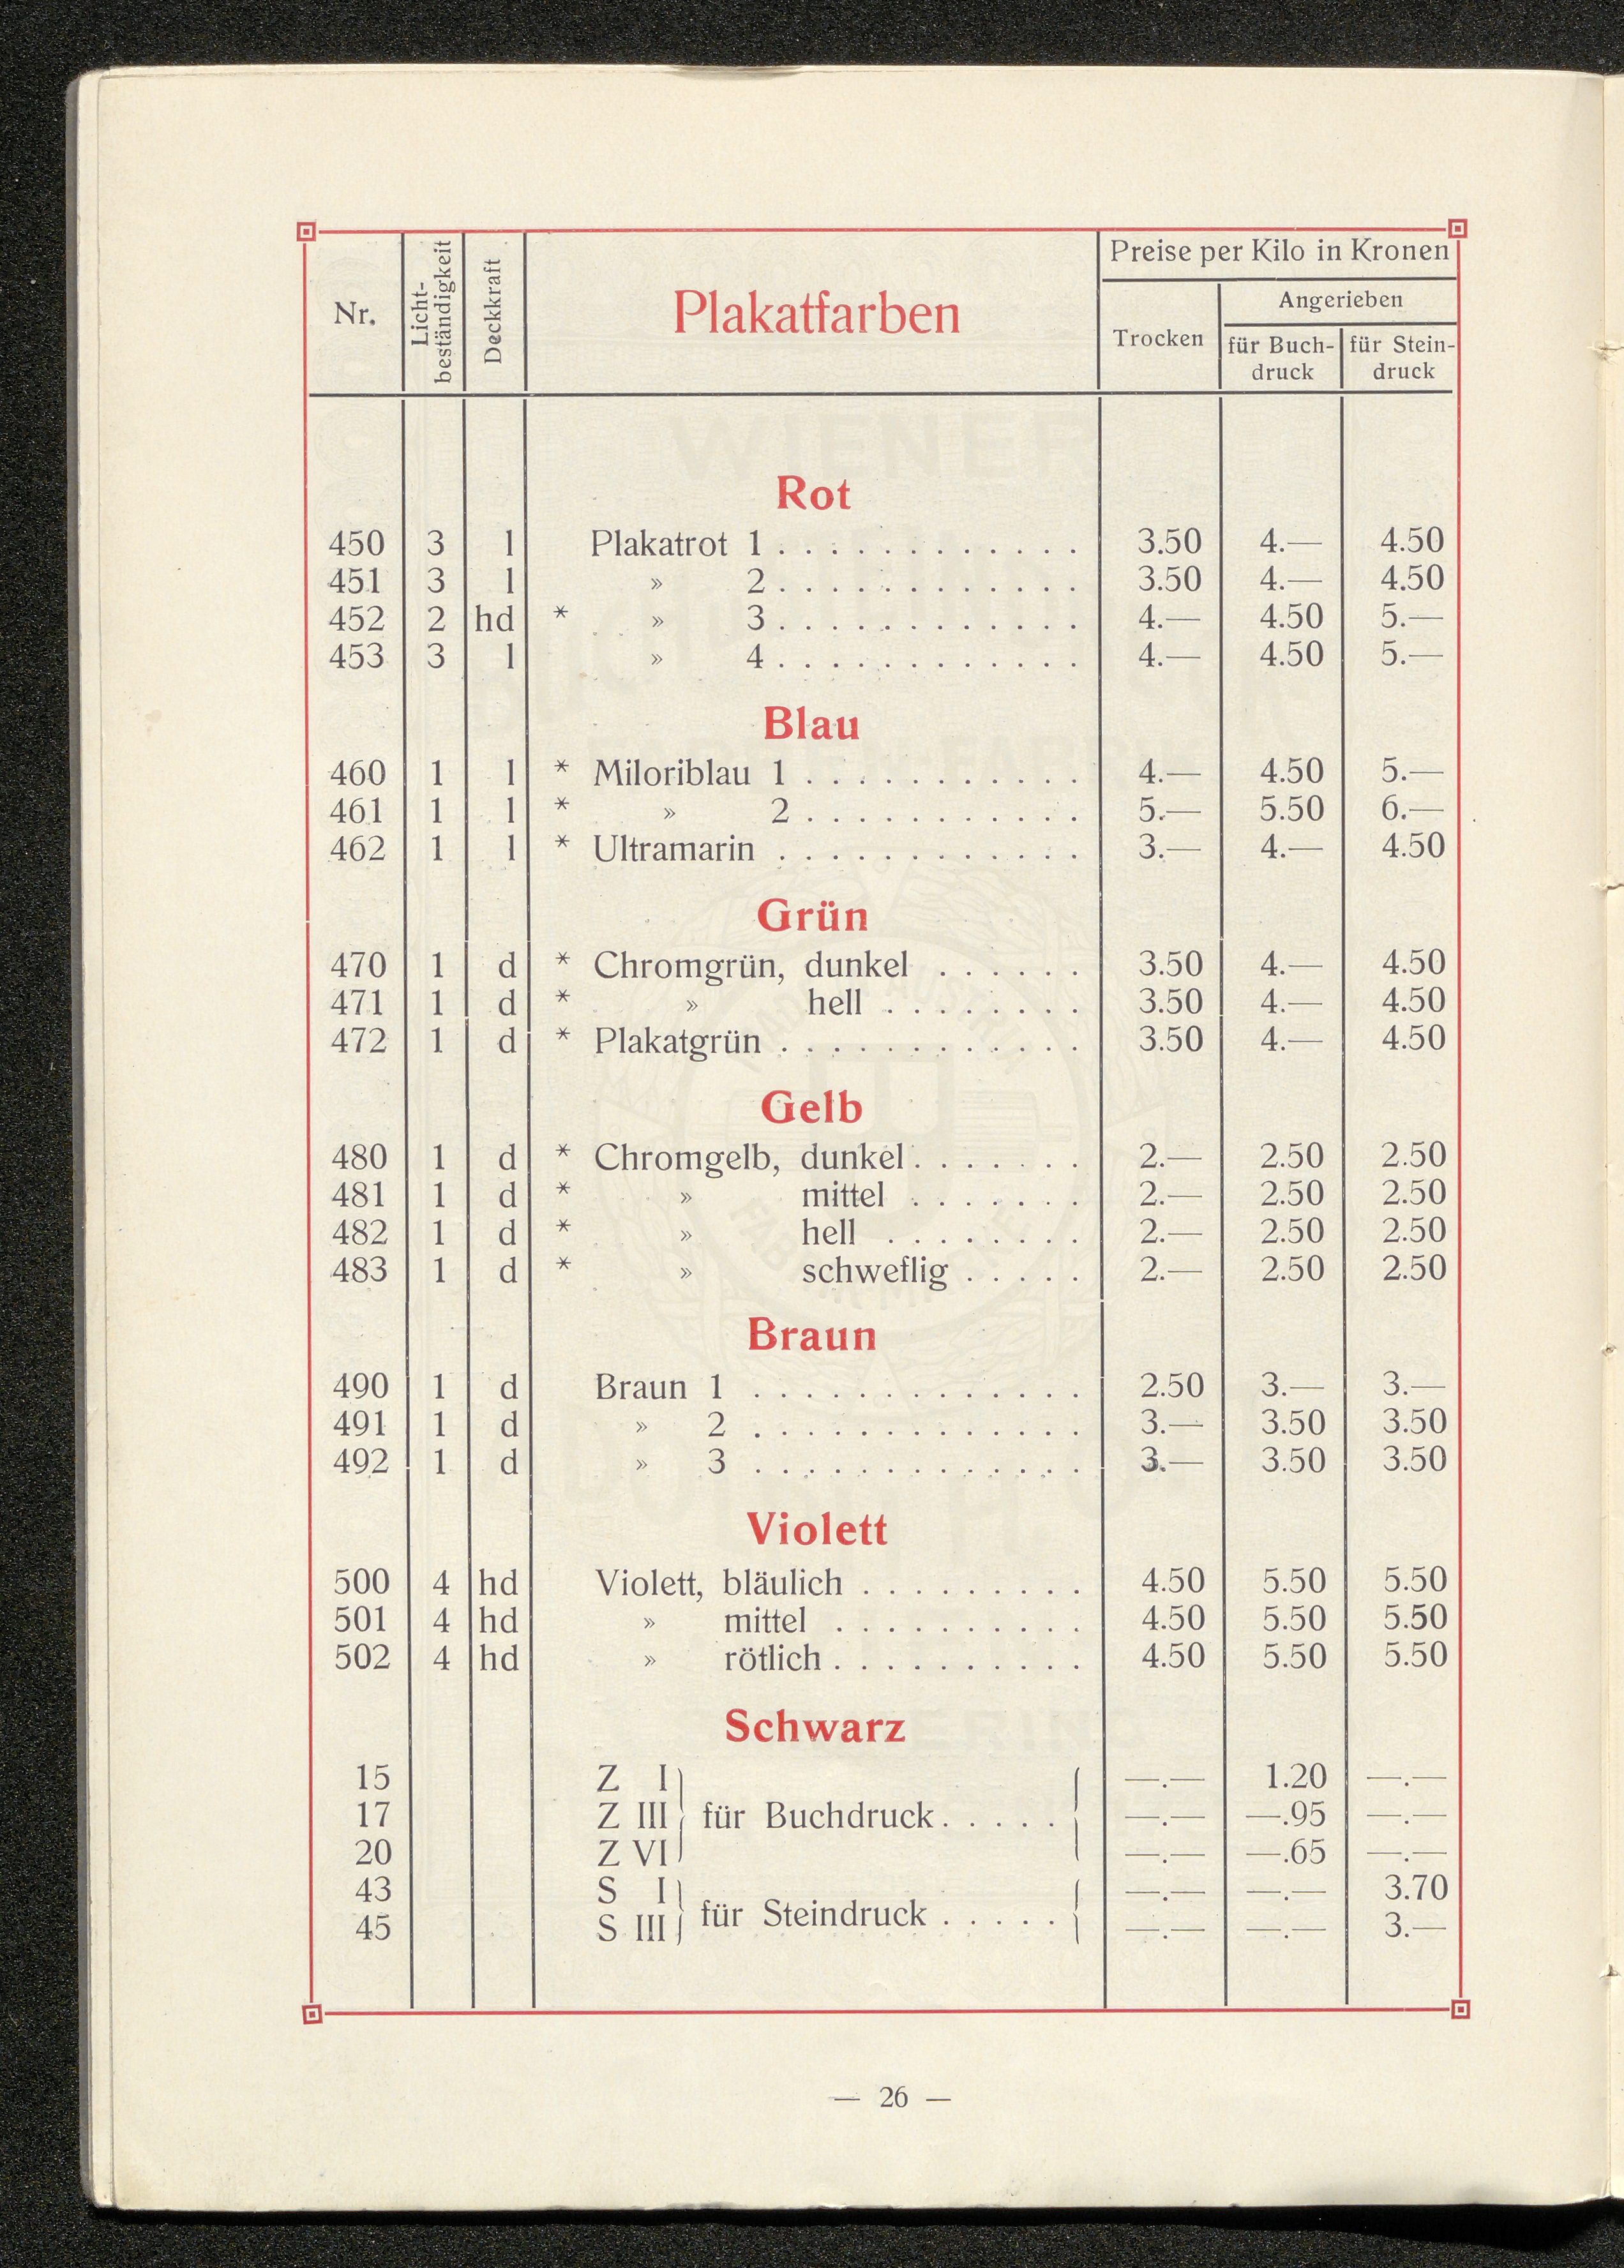 Nr. Licht-beständigkeit Deckkraft Plakatfarben Preise per Kilo in Kronen
Angerieben
Trocken für Buch-druck für Stein-druck
Rot
450 3 l Plakatrot 1 . . . . . . . . . . . . 3.50 4.— 4.50
451 3 l » 2 . . . . . . . . . . . . 3.50 4.— 4.50
452 2 hd * » 3 . . . . . . . . . . . . 4.— 4.50 5.—
453 3 l » 4 . . . . . . . . . . . . 4.— 4.50 5.—
Blau
460 1 l * Miloriblau 1 . . . . . . . . . . . 4.— 4.50 5.—
461 1 l * » 2 . . . . . . . . . . . 5.— 5.50 6.—
462 1 l * Ultramarin . . . . . . . . . . . . 3.— 4.— 4.50
Grün
470 1 d * Chromgrün, dunkel . . . . . . 3.50 4.— 4.50
471 1 d * » hell . . . . . . . . 3.50 4.— 4.50
472 1 d * Plakatgrün . . . . . . . . . . . . 3.50 4.— 4.50
Gelb
480 1 d * Chromgelb, dunkel . . . . . . . 2.— 2.50 2.50
481 1 d * » mittel . . . . . . . 2.— 2.50 2.50
482 1 d * » hell . . . . . . . . 2.— 2.50 2.50
483 1 d * » schweflig . . . . . 2.— 2.50 2.50
Braun
490 1 d Braun 1 . . . . . . . . . . . . . 2.50 3.— 3.—
491 1 d » 2 . . . . . . . . . . . . . 3.— 3.50 3.50
492 1 d » 3 . . . . . . . . . . . . . 3.— 3.50 3.50
Violett
500 4 hd Violett, bläulich . . . . . . . . . 4.50 5.50 5.50
501 4 hd » mittel . . . . . . . . . . 4.50 5.50 5.50
502 4 hd » rötlich . . . . . . . . . . 4.50 5.50 5.50
Schwarz
15 Z I —.— 1.20 —.—
17 Z III für Buchdruck . . . . . —.— —.95 —.—
20 Z VI —.— —.65 —.—
43 S I —.— —.— 3.70
für Steindruck . . . . .
45 S III —.— —.— 3.—
— 26 —